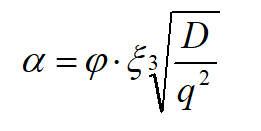 α = φ · ξ ∛(D / q²)